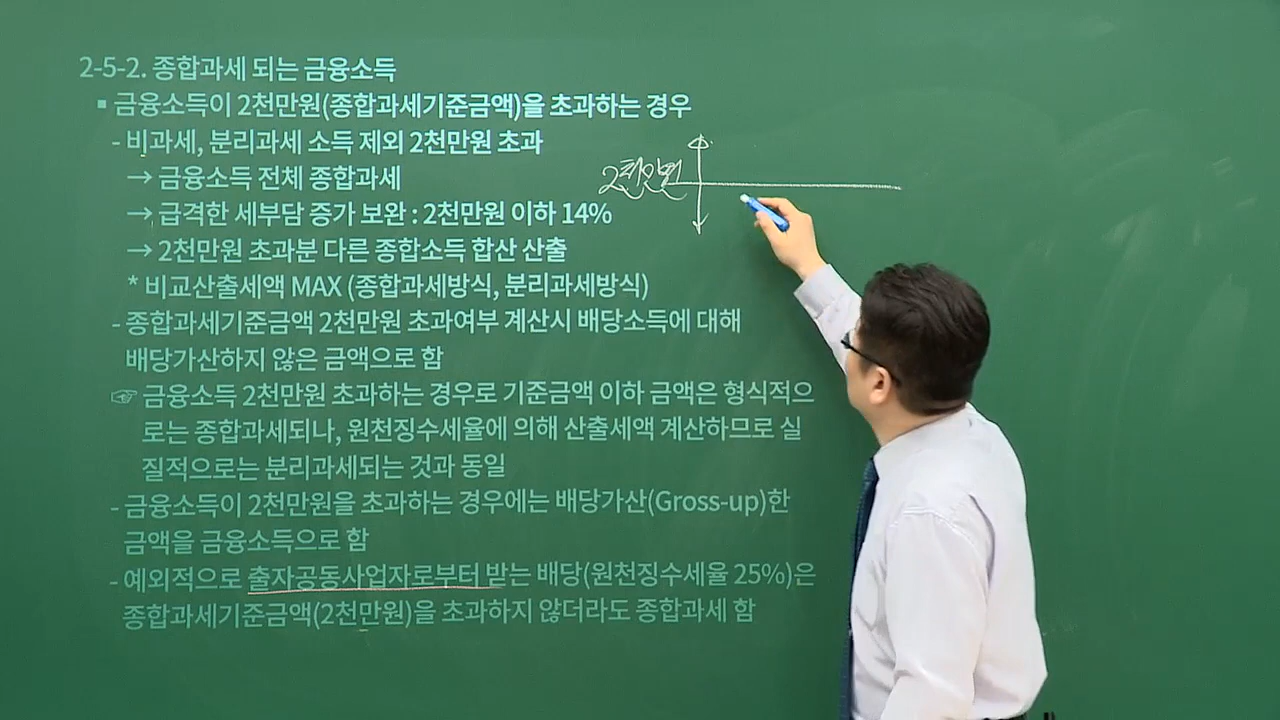 2-5-2. 종합과세 되는 금융소득
▪ 금융소득이 2천만원(종합과세기준금액)을 초과하는 경우
- 비과세, 분리과세 소득 제외 2천만원 초과
→ 금융소득 전체 종합과세
→ 급격한 세부담 증가 보완 : 2천만원 이하 14%
→ 2천만원 초과분 다른 종합소득 합산 산출
* 비교산출세액 MAX (종합과세방식, 분리과세방식)
- 종합과세기준금액 2천만원 초과여부 계산시 배당소득에 대해
배당가산하지 않은 금액으로 함
☞ 금융소득 2천만원 초과하는 경우로 기준금액 이하 금액은 형식적으
로는 종합과세되나, 원천징수세율에 의해 산출세액 계산하므로 실
질적으로는 분리과세되는 것과 동일
- 금융소득이 2천만원을 초과하는 경우에는 배당가산(Gross-up)한
금액을 금융소득으로 함
- 예외적으로 출자공동사업자로부터 받는 배당(원천징수세율 25%)은
종합과세기준금액(2천만원)을 초과하지 않더라도 종합과세 함
2천만원